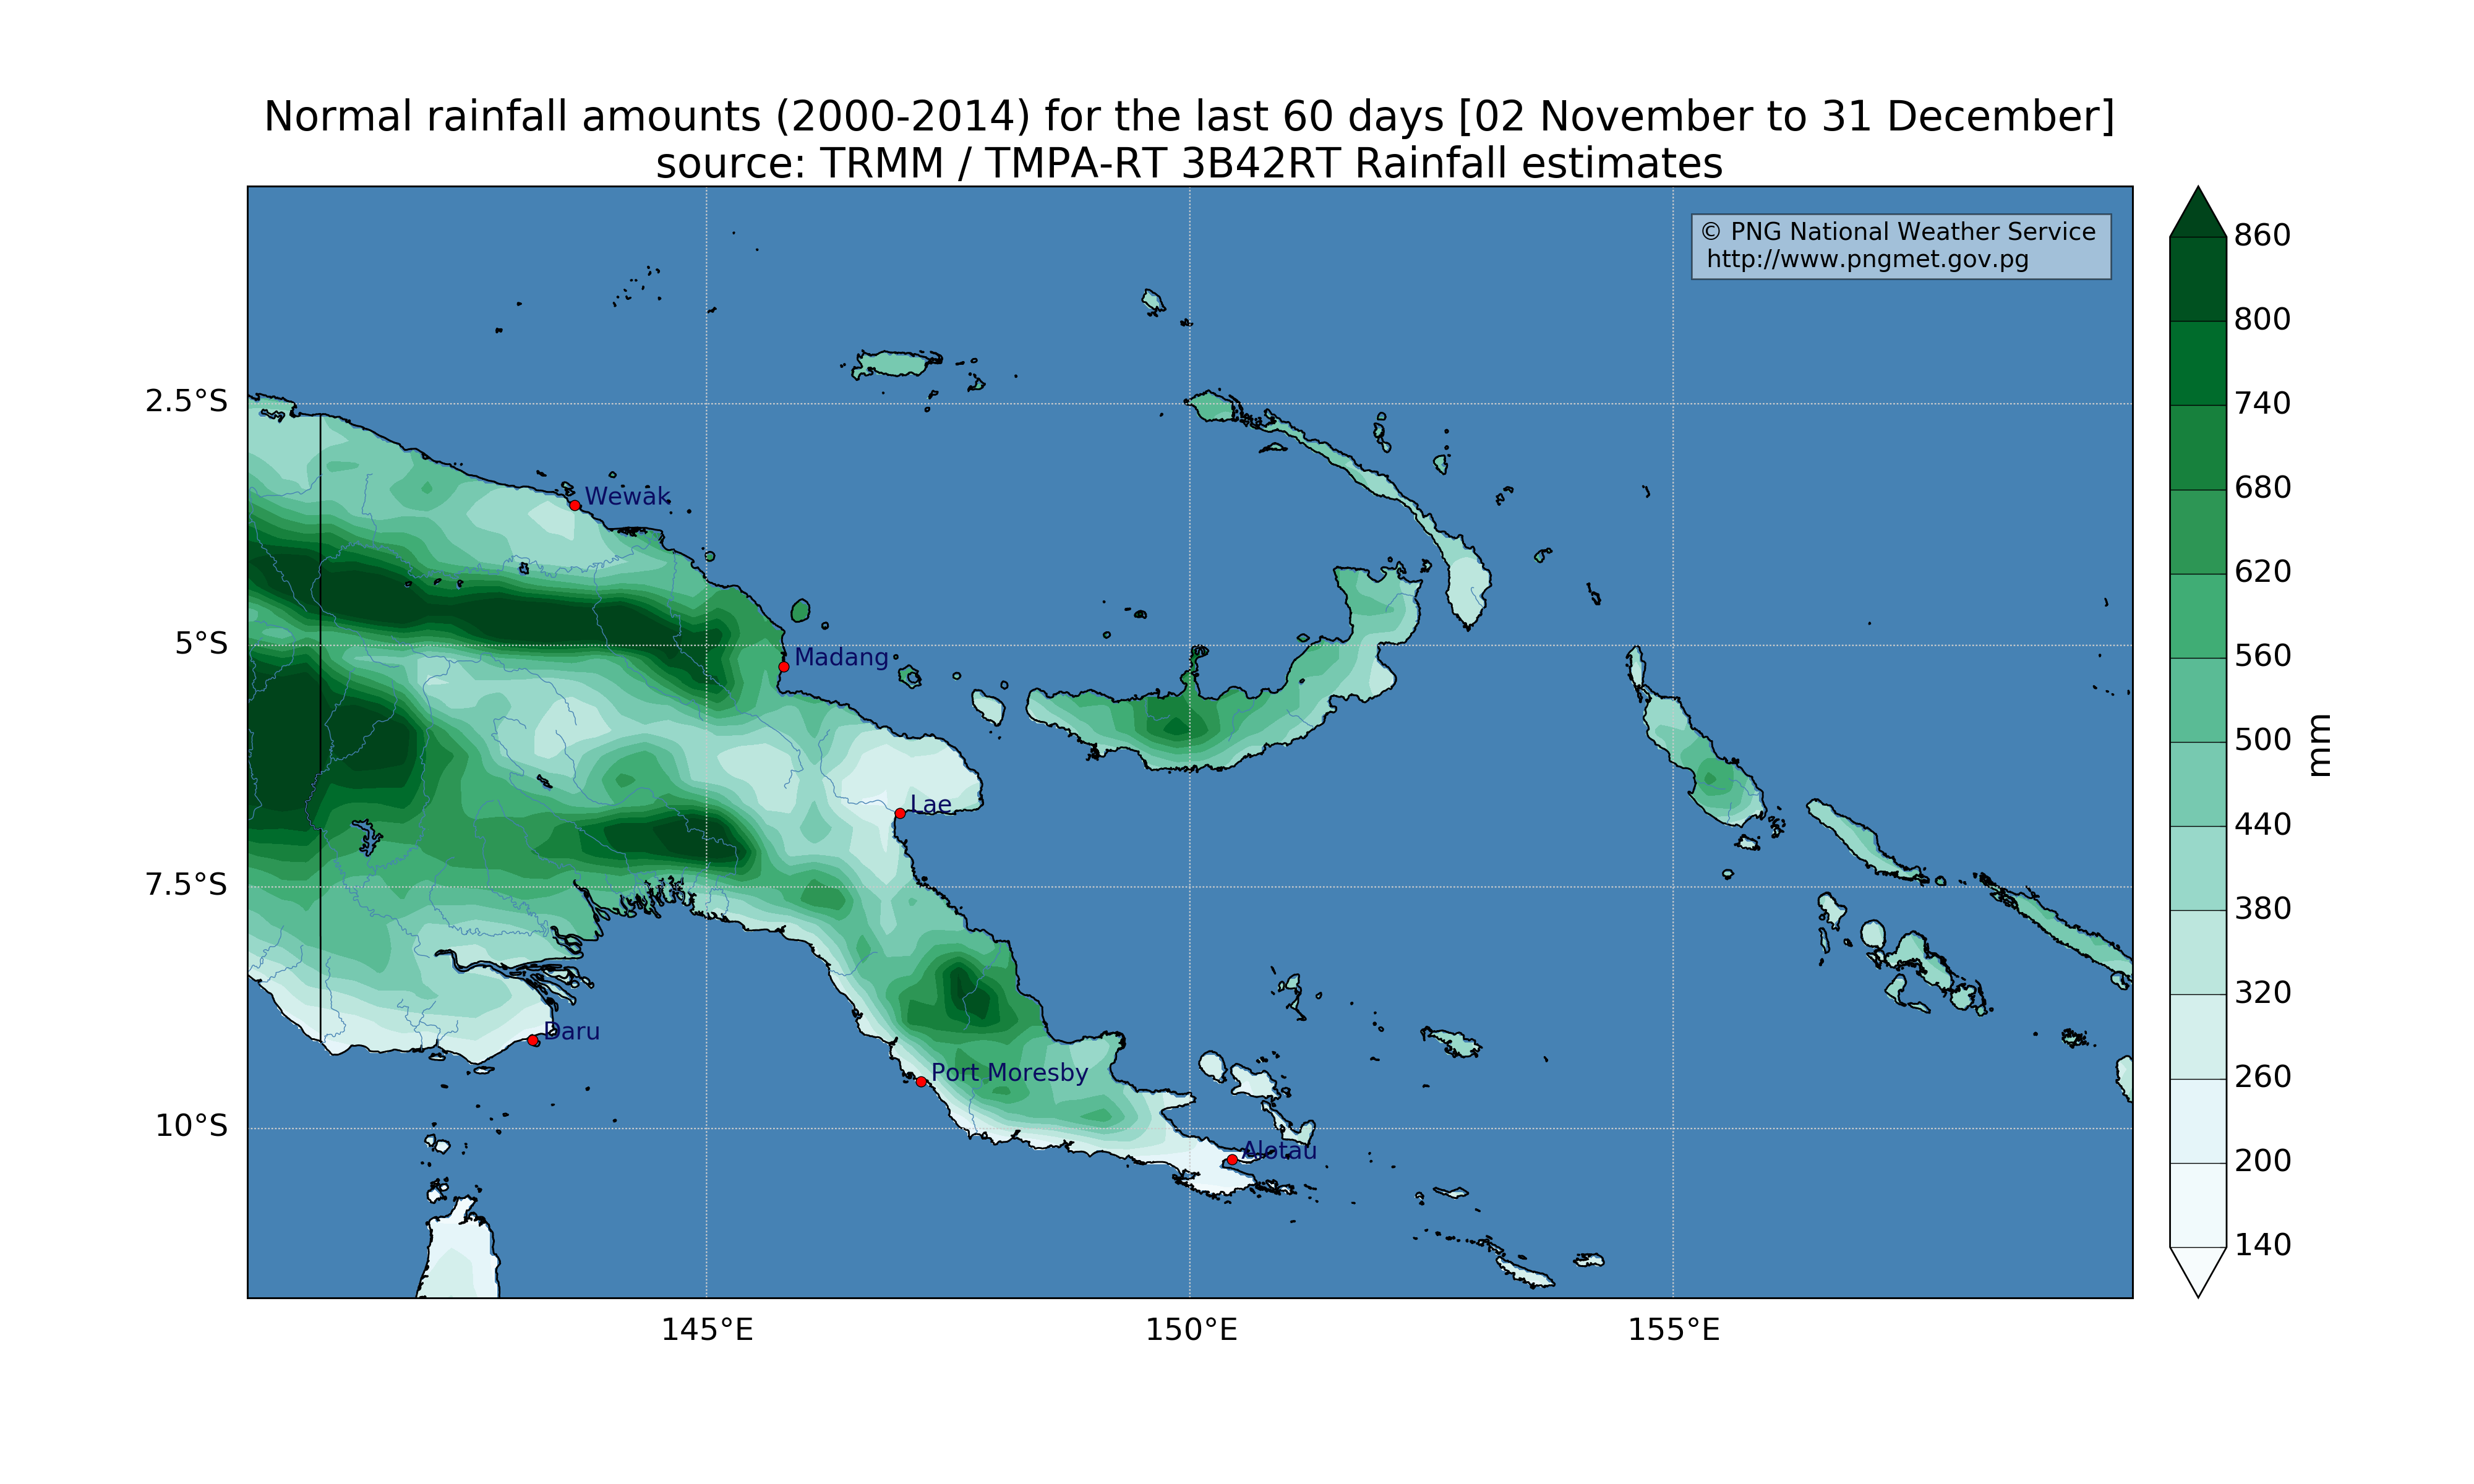 Normal rainfall amounts (2000-2014) for the last 60 days [02 November to 31 December]
source: TRMM / TMPA-RT 3B42RT Rainfall estimates
© PNG National Weather Service
http://www.pngmet.gov.pg
860
800
740
680
620
560
500
440
380
320
260
200
140
mm
2.5°S
5°S
7.5°S
10°S
Wewak
Madang
Lae
Daru
Port Moresby
Alotau
145°E
150°E
155°E